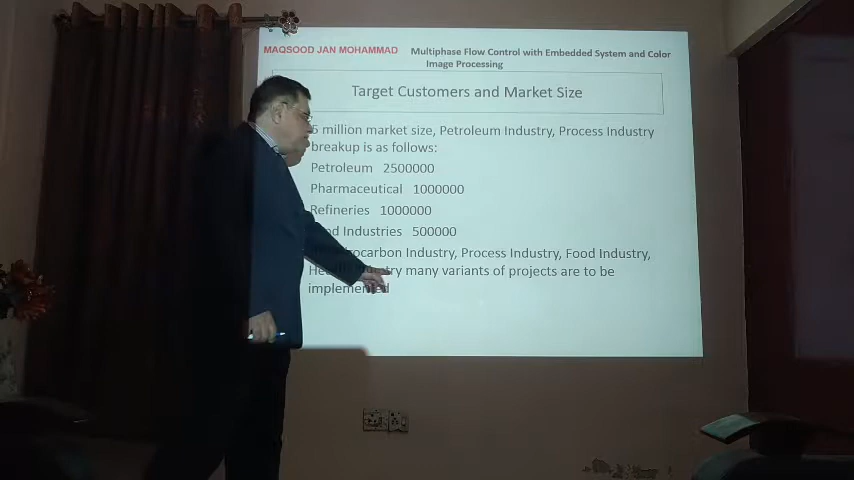 MAQSOOD JAN MOHAMMAD Multiphase Flow Control with Embedded System and Color
Image Processing
Target Customers and Market Size
5 million market size, Petroleum Industry, Process Industry
breakup is as follows:
Petroleum 2500000
Pharmaceutical 1000000
Refineries 1000000
Industries 500000
Industry, Process Industry, Food Industry,
many variants of projects are to be
implemented